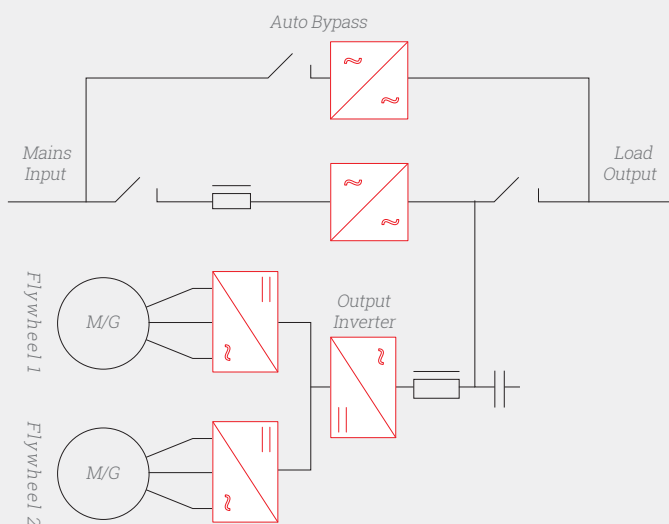 Auto Bypass
Mains
Input
Load
Output
Flywheel 1
M/G
Output
Inverter
Flywheel 2
M/G